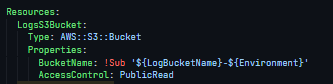 Resources:
  LogsS3Bucket:
    Type: AWS::S3::Bucket
    Properties:
      BucketName: !Sub '${LogBucketName}-${Environment}'
      AccessControl: PublicRead